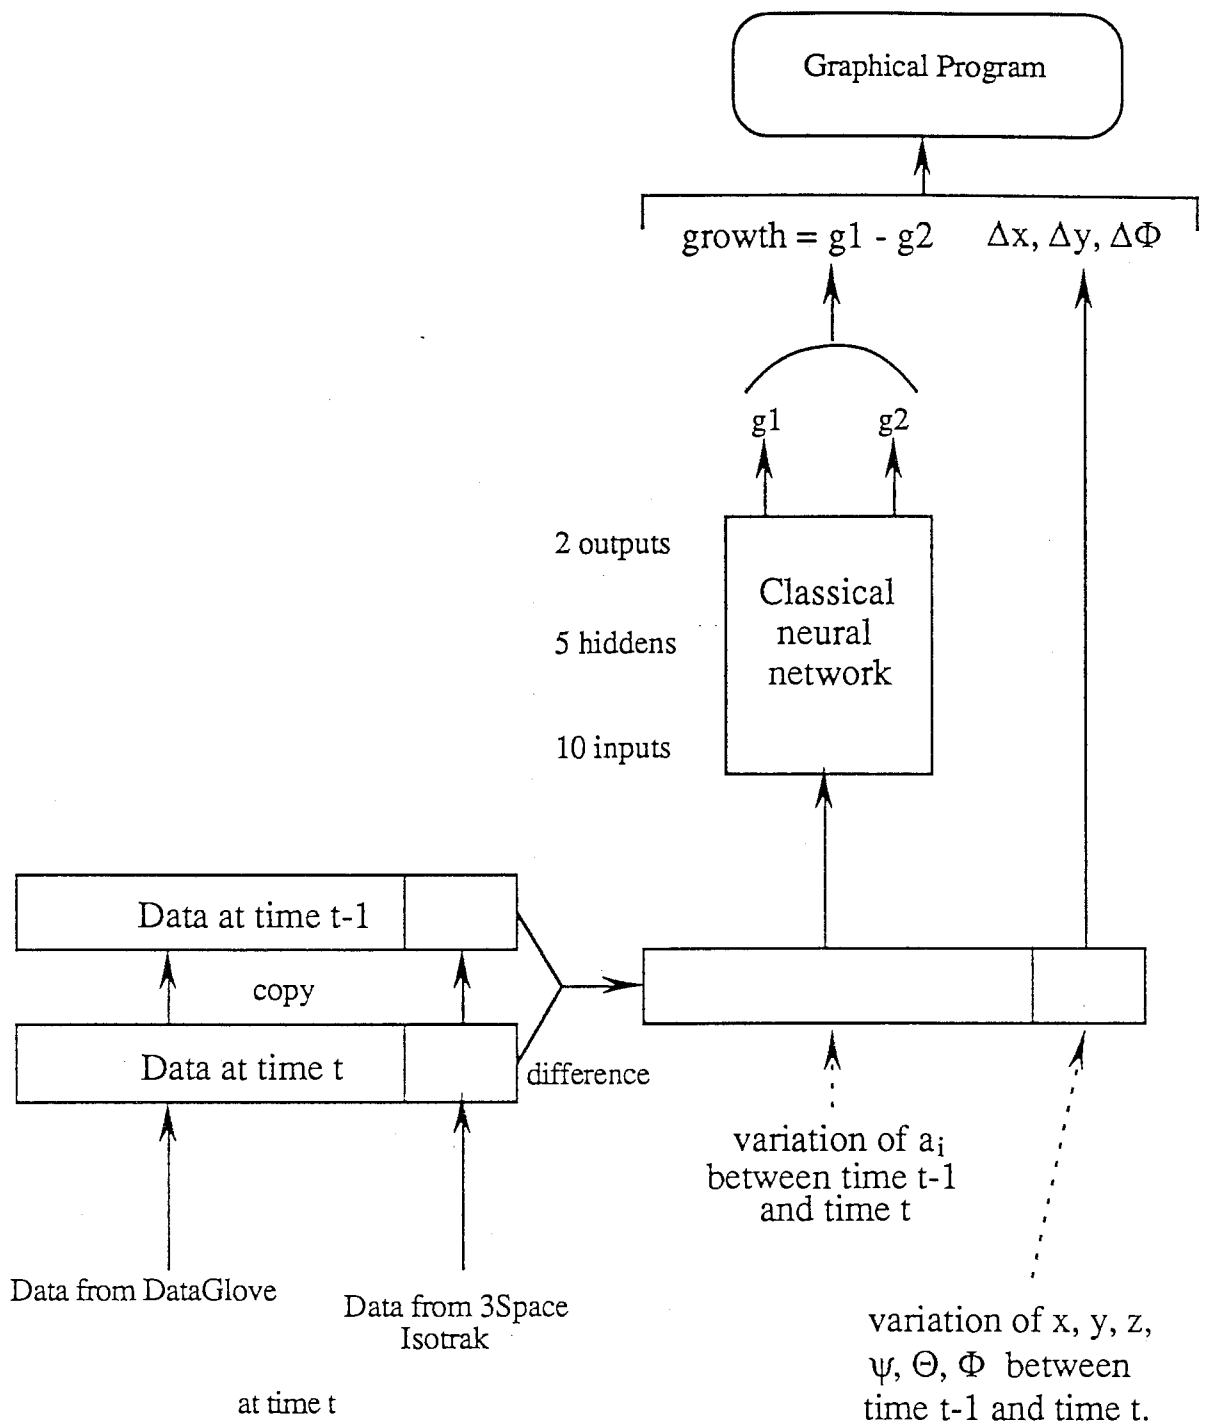 Graphical Program
growth = g1 - g2
Δx, Δy, ΔΦ
g1
g2
2 outputs
5 hiddens
10 inputs
Classical
neural
network
Data at time t-1
copy
Data at time t
difference
variation of aᵢ
between time t-1
and time t
Data from DataGlove
Data from 3Space
Isotrak
at time t
variation of x, y, z,
ψ, Θ, Φ between
time t-1 and time t.